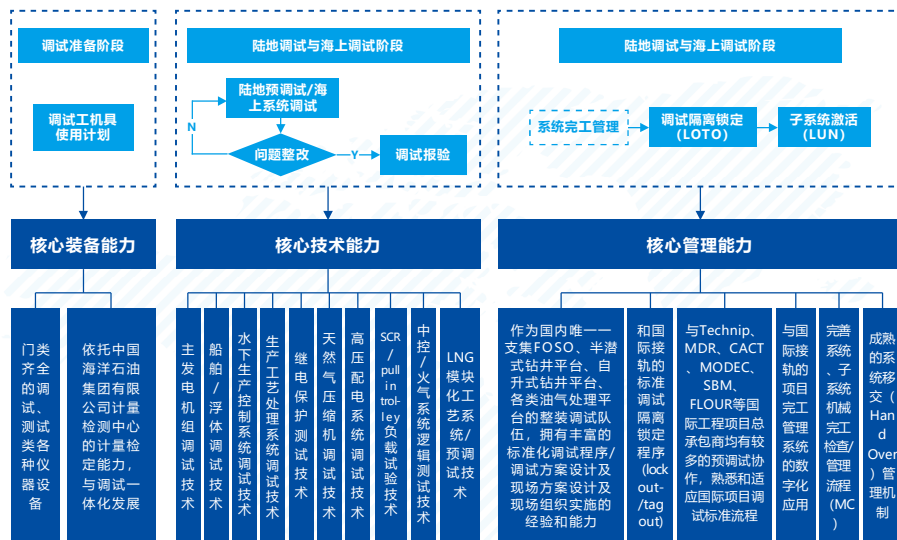 调试准备阶段
调试工机具
使用计划
陆地调试与海上调试阶段
陆地预调试/海
上系统调试
N
问题整改
Y
调试报验
陆地调试与海上调试阶段
系统完工管理
调试隔离锁定
（LOTO）
子系统激活
（LUN）
核心装备能力
核心技术能力
核心管理能力
门类
齐全
的调
试、
测试
类各
种仪
器设
备
依托中国
海洋石油
集团有限
公司计量
检测中心
的计量检
定能力，
与调试一
体化发展
主发电机组调试技术
船舶/浮体调试技术
水下生产控制系统调试技术
生产工艺处理系统调试技术
继电保护测试技术
天然气压缩机调试技术
高压配电系统调试技术
SCR
/
pull
in
trol-
ley
负载试验技术
中控/火气系统逻辑测试技术
LNG
模块
化工
艺系
统/
预调
试技
术
作为国内唯一一
支集FOSO、半潜
式钻井平台、自
升式钻井平台、
各类油气处理平
台的整装调试队
伍，拥有丰富的
标准化调试程序/
调试方案设计及
现场方案设计及
现场组织实施的
经验和能力
和国
际接
轨的
标准
调试
隔离
锁定
程序
(lock
out-
/tag
out)
与Technip、
MDR、CACT
、MODEC、
SBM、
FLOUR等国
际工程项目总
承包商均有较
多的预调试协
作，熟悉和适
应国际项目调
试标准流程
与国
际接
轨的
项目
完工
管理
系统
的数
字化
应用
完善
系统
、子
系统
机械
完工
检查/
管理
流程
(MC
)
成熟
的系
统移
交（
Han
d
Over
）管
理机
制